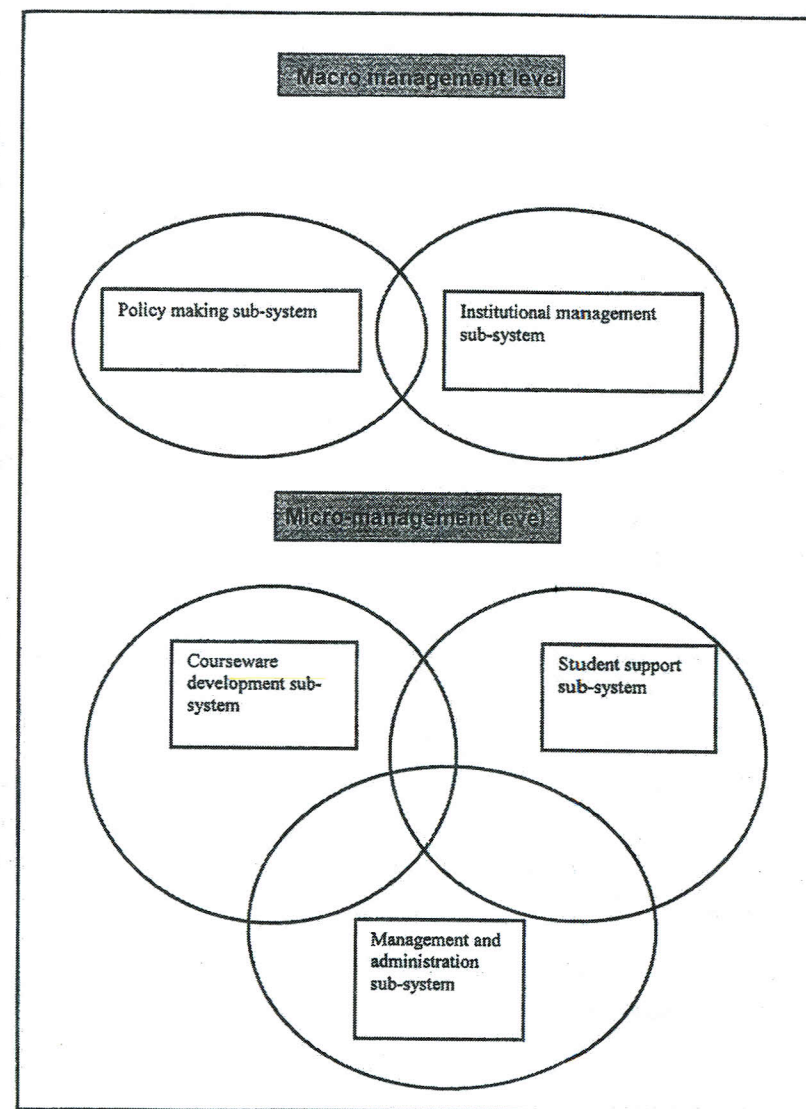 Macro management level
Policy making sub-system
Institutional management
sub-system
Micro-management level
Courseware
development sub-
system
Student support
sub-system
Management and
administration
sub-system